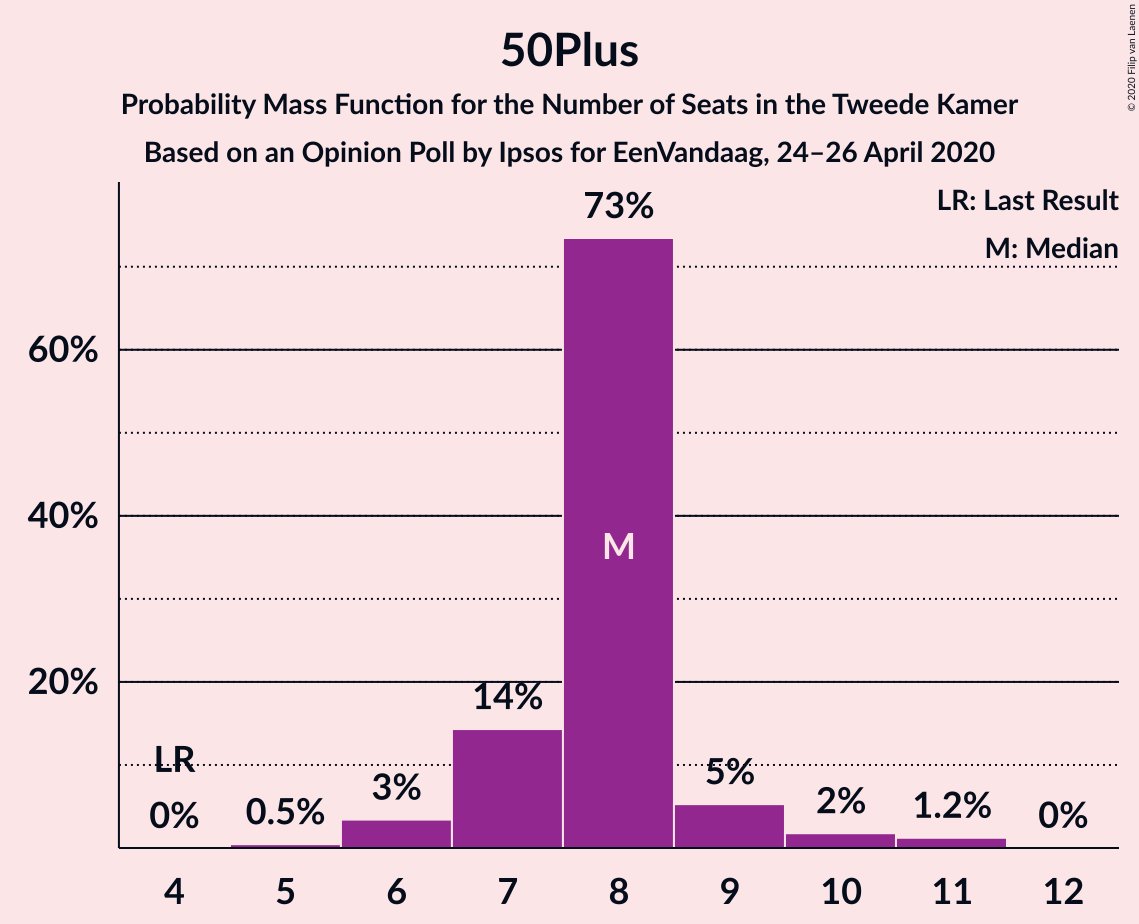 50Plus
Probability Mass Function for the Number of Seats in the Tweede Kamer
Based on an Opinion Poll by Ipsos for EenVandaag, 24–26 April 2020
© 2020 Filip van Laenen
LR: Last Result
M: Median
73%
60%
40%
M
20%
14%
LR
0%
0.5%
3%
5%
2%
1.2%
0%
4 5 6 7 8 9 10 11 12